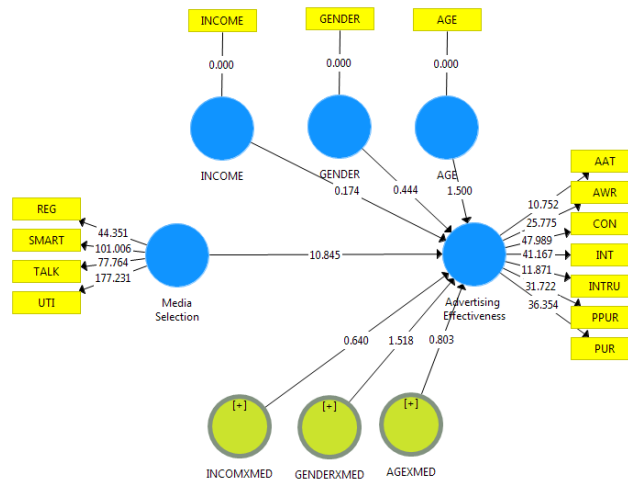 INCOME
GENDER
AGE
0.000
0.000
0.000
INCOME
GENDER
AGE
0.174
0.444
1.500
AAT
AWR
CON
INT
INTRU
PPUR
PUR
10.752
25.775
47.989
41.167
11.871
31.722
36.354
REG
SMART
TALK
UTI
44.351
101.006
77.764
177.231
10.845
Media
Selection
Advertising
Effectiveness
0.640
1.518
0.803
[+]
[+]
[+]
INCOMXMED
GENDERXMED
AGEXMED